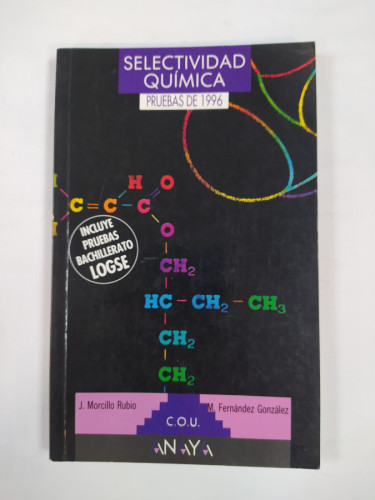 SELECTIVIDAD
QUÍMICA
PRUEBAS DE 1996
H
H O
C = C - C
H
O
INCLUYE
PRUEBAS
BACHILLERATO
LOGSE
CH2
HC - CH2 - CH3
CH2
CH2
J. Morcillo Rubio
M. Fernández González
C.O.U.
ANAYA